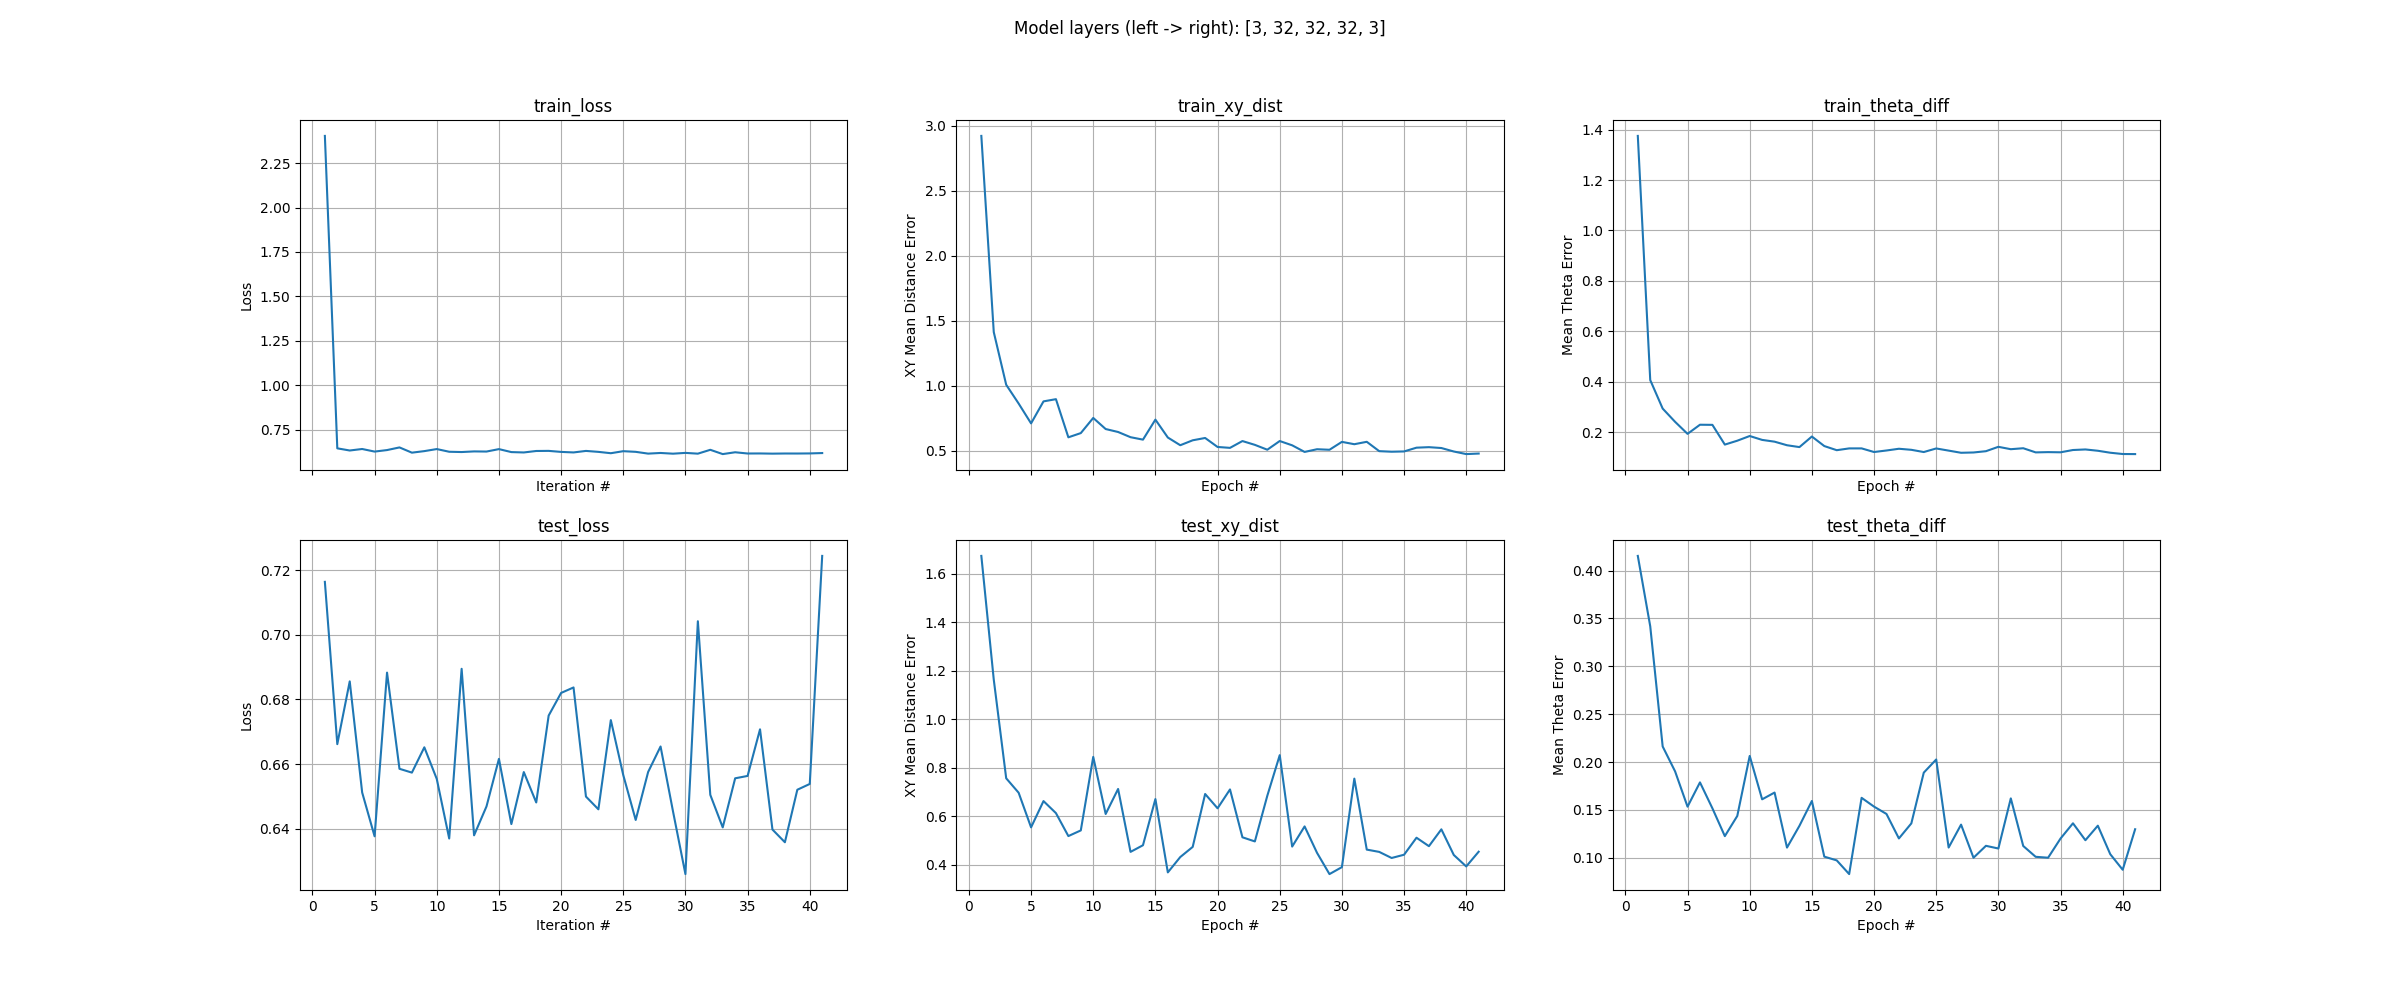 Model layers (left -> right): [3, 32, 32, 32, 3]
train_loss
Loss
2.25
2.00
1.75
1.50
1.25
1.00
0.75
Iteration #
train_xy_dist
XY Mean Distance Error
3.0
2.5
2.0
1.5
1.0
0.5
Epoch #
train_theta_diff
Mean Theta Error
1.4
1.2
1.0
0.8
0.6
0.4
0.2
Epoch #
test_loss
Loss
0.72
0.70
0.68
0.66
0.64
0 5 10 15 20 25 30 35 40
Iteration #
test_xy_dist
XY Mean Distance Error
1.6
1.4
1.2
1.0
0.8
0.6
0.4
0 5 10 15 20 25 30 35 40
Epoch #
test_theta_diff
Mean Theta Error
0.40
0.35
0.30
0.25
0.20
0.15
0.10
0 5 10 15 20 25 30 35 40
Epoch #